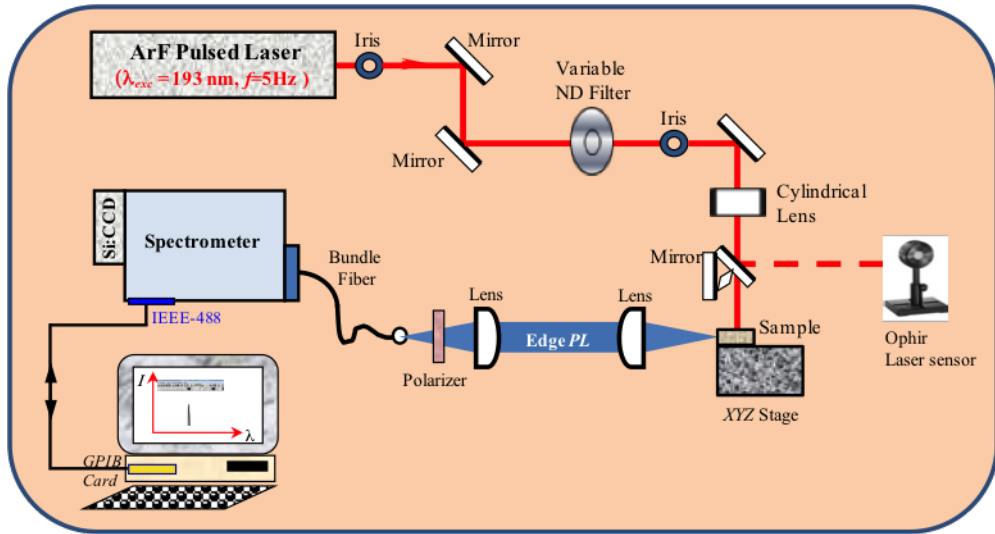 ArF Pulsed Laser
(λexc =193 nm, f=5Hz )
Iris
Mirror
Variable
ND Filter
Iris
Mirror
Cylindrical
Lens
Si:CCD
Spectrometer
Bundle
Fiber
Mirror
IEEE-488
Lens
Lens
Edge PL
Sample
Ophir
Laser sensor
Polarizer
XYZ Stage
I
λ
GPIB
Card